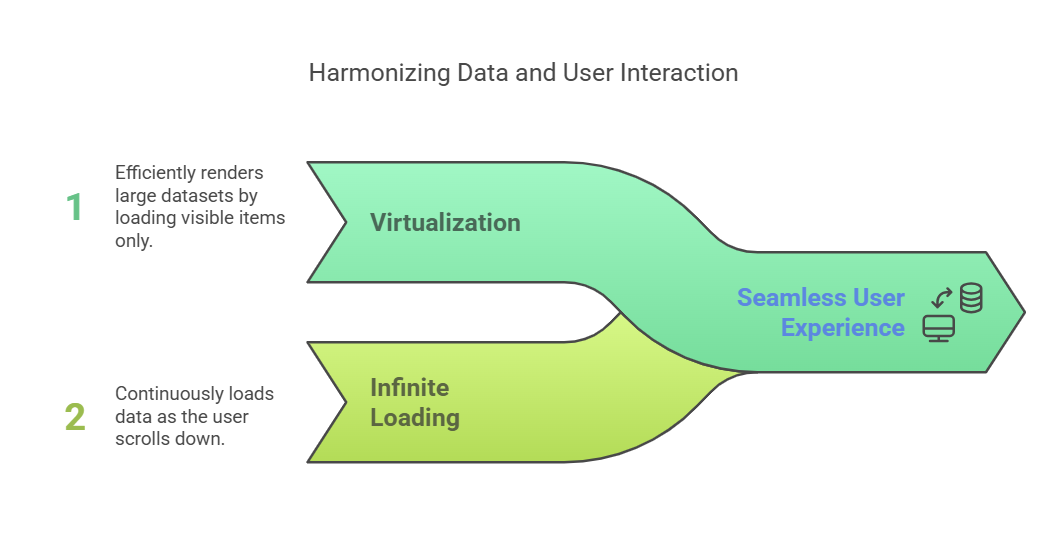 Harmonizing Data and User Interaction
1
Efficiently renders
large datasets by
loading visible items
only.
Virtualization
Seamless User
Experience
2
Continuously loads
data as the user
scrolls down.
Infinite
Loading